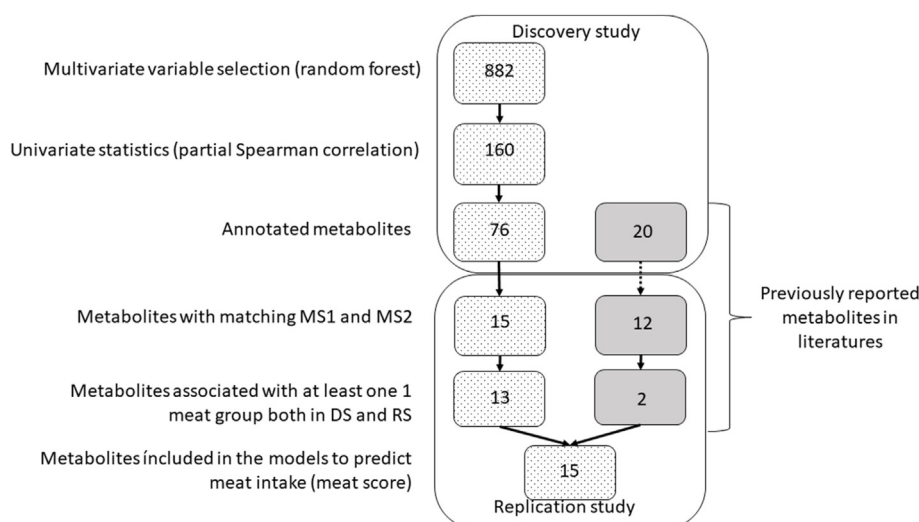 Discovery study
Multivariate variable selection (random forest)
882
Univariate statistics (partial Spearman correlation)
160
Annotated metabolites
76
20
Metabolites with matching MS1 and MS2
15
12
Previously reported
metabolites in
literatures
Metabolites associated with at least one 1
meat group both in DS and RS
13
2
Metabolites included in the models to predict
meat intake (meat score)
15
Replication study